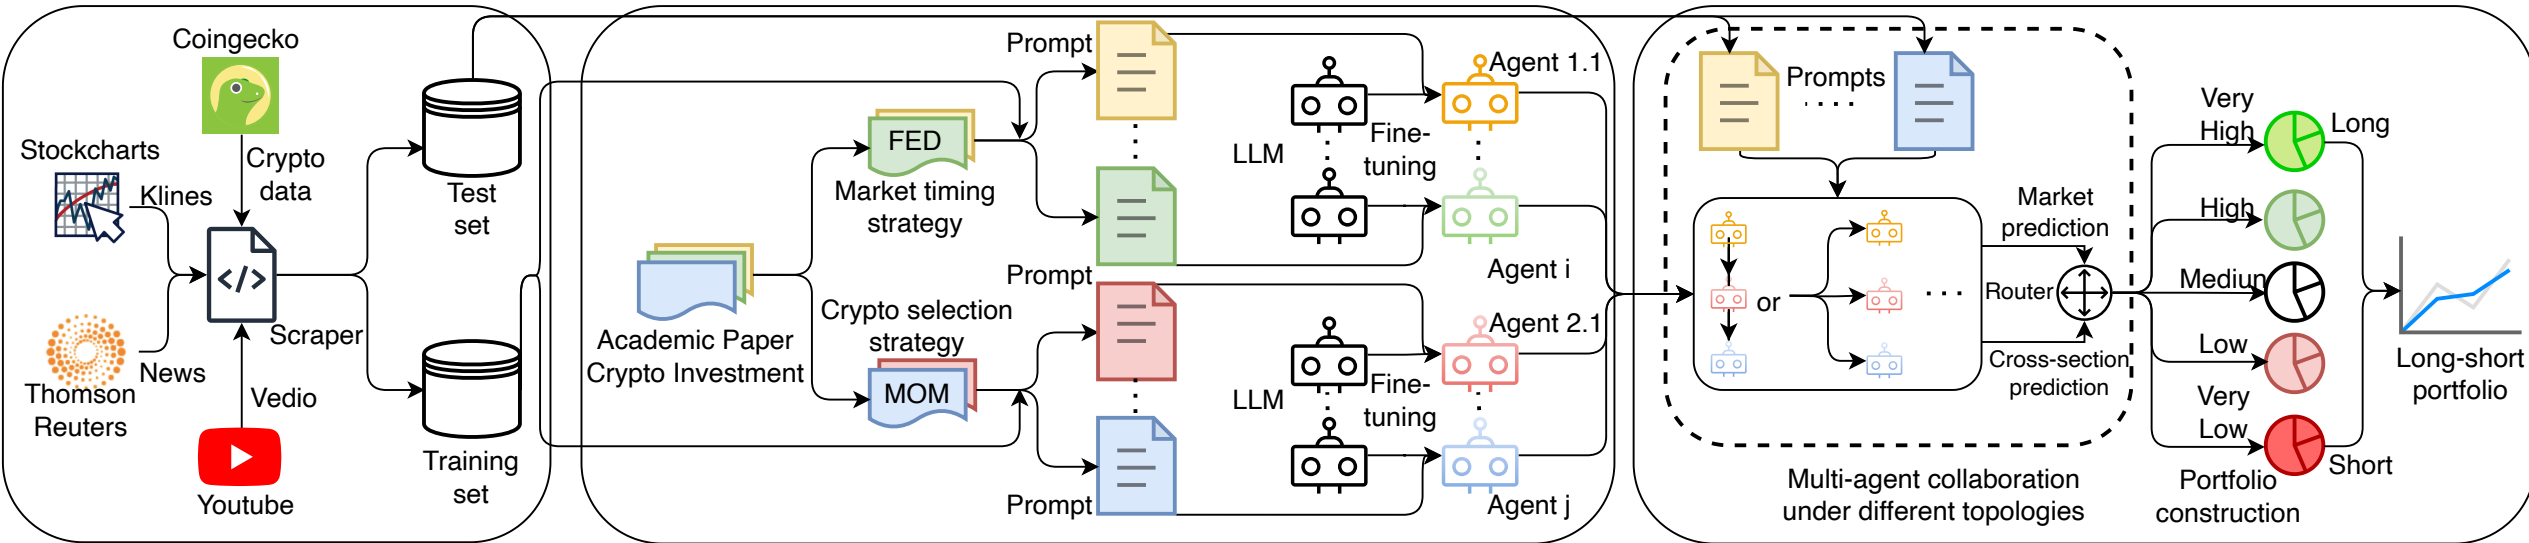 Coingecko
Stockcharts
Klines
Crypto
data
</>
Scraper
News
Thomson
Reuters
Vedio
Youtube
Test
set
Training
set
Academic Paper
Crypto Investment
FED
Market timing
strategy
Crypto selection
strategy
MOM
Prompt
Prompt
Prompt
LLM
Fine-
tuning
Agent 1.1
Agent i
LLM
Fine-
tuning
Agent 2.1
Agent j
Prompts
or
Market
prediction
Router
Cross-section
prediction
Multi-agent collaboration
under different topologies
Very
High
High
Mediun
Low
Very
Low
Long
Short
Portfolio
construction
Long-short
portfolio